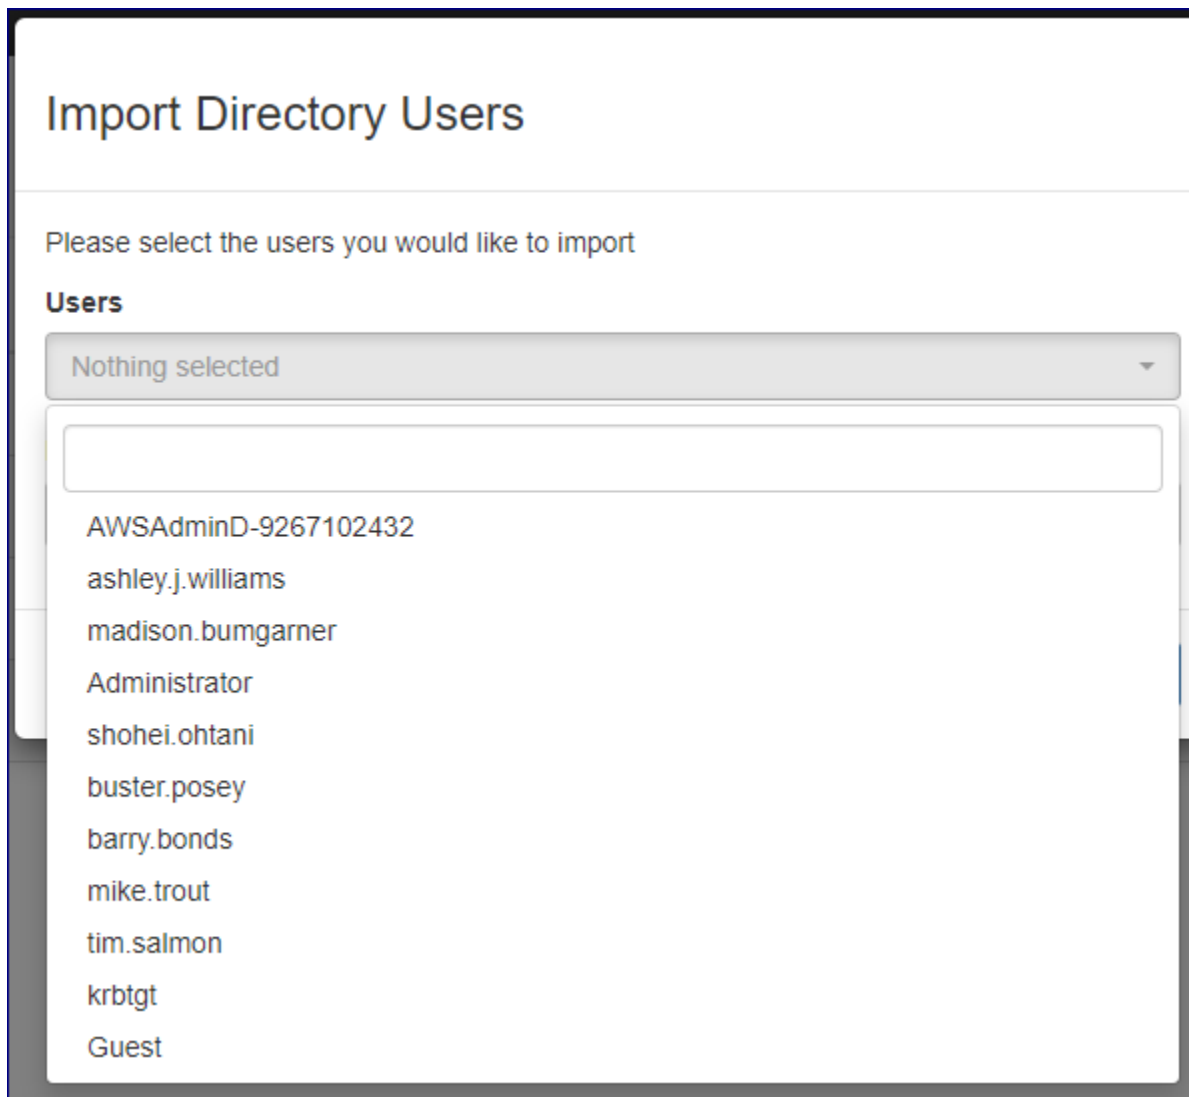 Import Directory Users
Please select the users you would like to import
Users
Nothing selected
AWSAdminD-9267102432
ashley.j.williams
madison.bumgarner
Administrator
shohei.ohtani
buster.posey
barry.bonds
mike.trout
tim.salmon
krbtgt
Guest